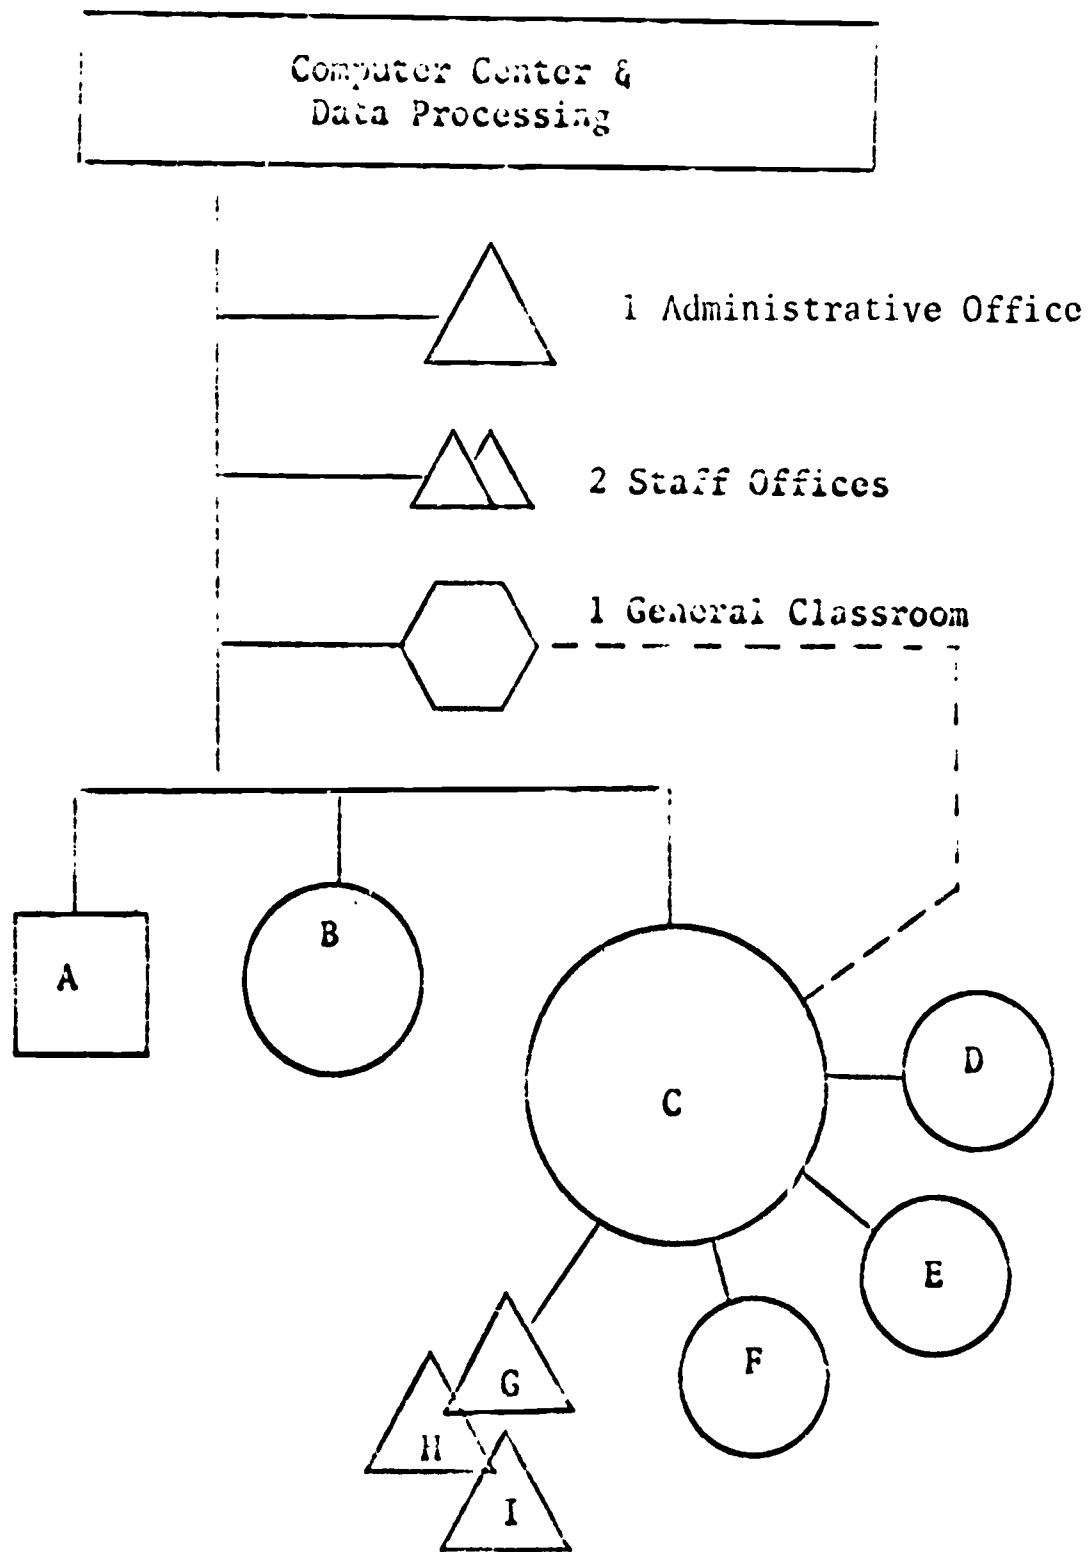 Computer Center &
Data Processing
1 Administrative Office
2 Staff Offices
1 General Classroom
A
B
C
D
E
F
G
H
I